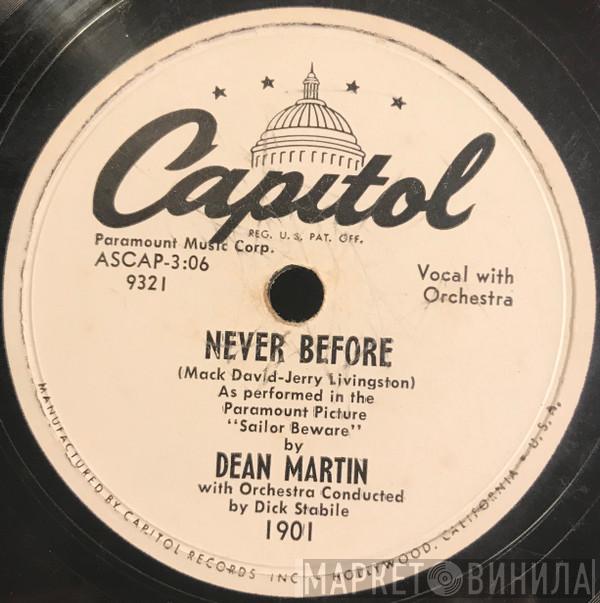 Capitol
REG. U.S. PAT. OFF.
Paramount Music Corp.
ASCAP-3:06
9321
Vocal with
Orchestra
NEVER BEFORE
(Mack David-Jerry Livingston)
As performed in the
Paramount Picture
"Sailor Beware"
by
DEAN MARTIN
with Orchestra Conducted
by Dick Stabile
1901
MANUFACTURED BY CAPITOL RECORDS INC. • HOLLYWOOD, CALIFORNIA • U.S.A.
МАРКЕТ ВИНИЛА